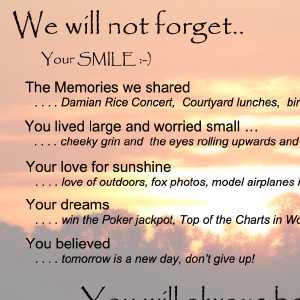 We will not forget..
Your SMILE :-)
The Memories we shared
. . . . Damian Rice Concert, Courtyard lunches,
You lived large and worried small ...
. . . . cheeky grin and the eyes rolling upwards and
Your love for sunshine
. . . . love of outdoors, fox photos, model airplanes
Your dreams
. . . . win the Poker jackpot, Top of the Charts in
You believed
. . . . tomorrow is a new day, don't give up!
You will always